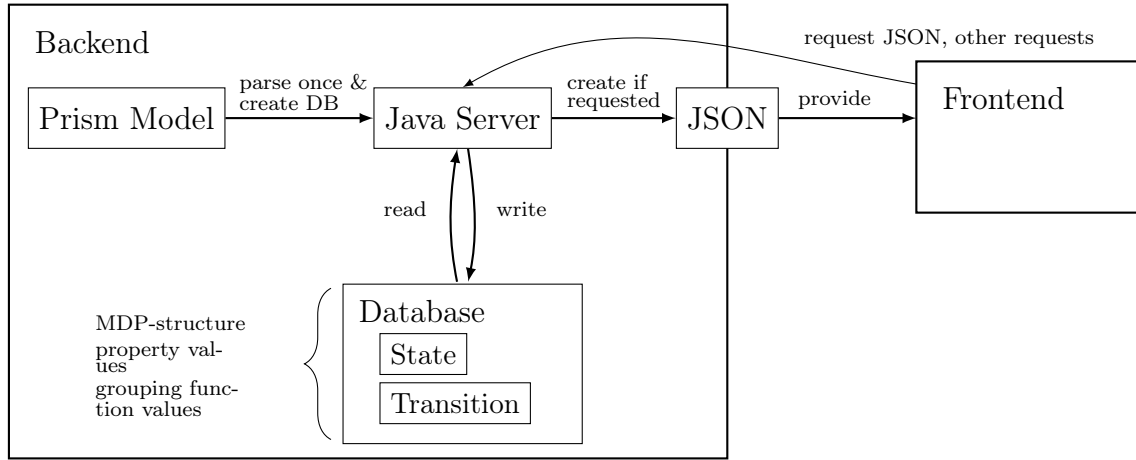 Backend
request JSON, other requests
Prism Model
parse once &
create DB
Java Server
create if
requested
JSON
provide
Frontend
read
write
MDP-structure
property val-
ues
grouping func-
tion values
Database
State
Transition